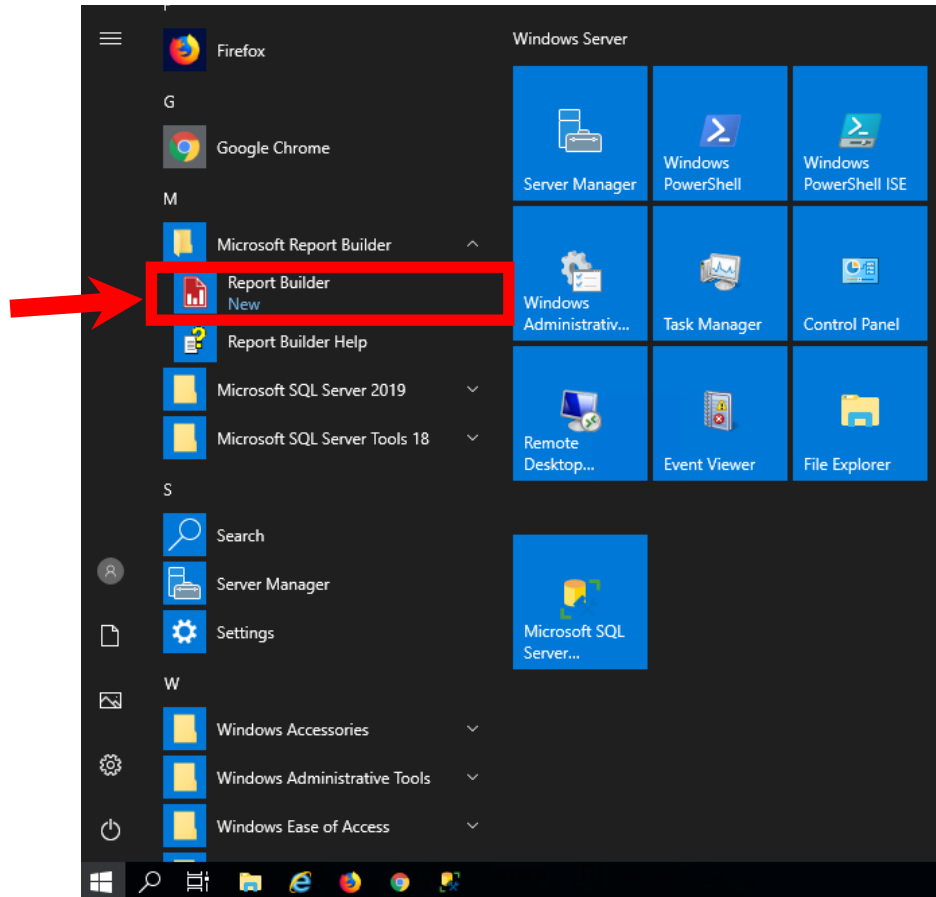 Firefox
G
Google Chrome
M
Microsoft Report Builder
Report Builder
New
Report Builder Help
Microsoft SQL Server 2019
Microsoft SQL Server Tools 18
S
Search
Server Manager
Settings
W
Windows Accessories
Windows Administrative Tools
Windows Ease of Access
Windows Server
Server Manager
Windows
PowerShell
Windows
PowerShell ISE
Windows
Administrativ...
Task Manager
Control Panel
Remote
Desktop...
Event Viewer
File Explorer
Microsoft SQL
Server...